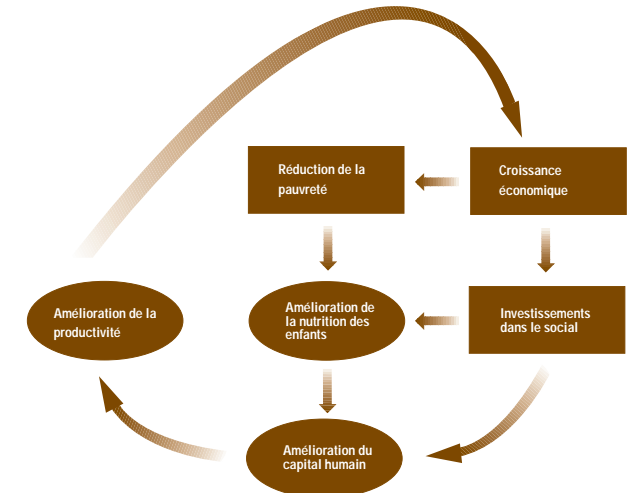 Réduction de la
pauvreté
Croissance
économique
Amélioration de la
productivité
Amélioration de
la nutrition des
enfants
Investissements
dans le social
Amélioration du
capital humain